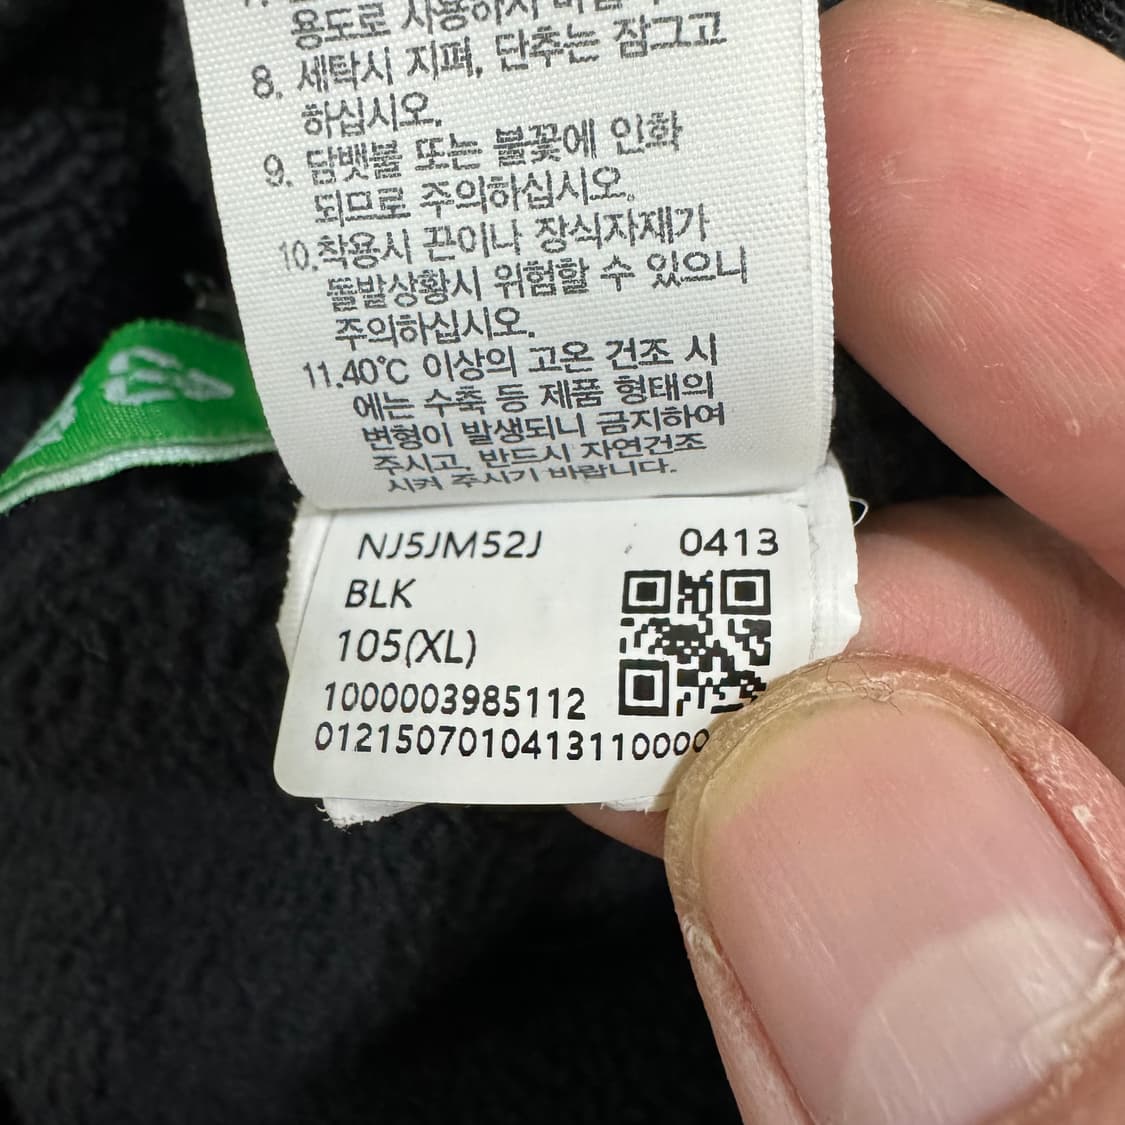 용도로 사용하지
8. 세탁시 지퍼, 단추는 잠그고
하십시오.
9. 담뱃불 또는 불꽃에 인화
되므로 주의하십시오.
10.착용시 끈이나 장식자재가
돌발상황시 위험할 수 있으니
주의하십시오.
11.40℃ 이상의 고온 건조 시
에는 수축 등 제품 형태의
변형이 발생되니 금지하여
주시고, 반드시 자연건조
시켜 주시기 바랍니다.
NJ5JM52J 0413
BLK
105(XL)
1000003985112